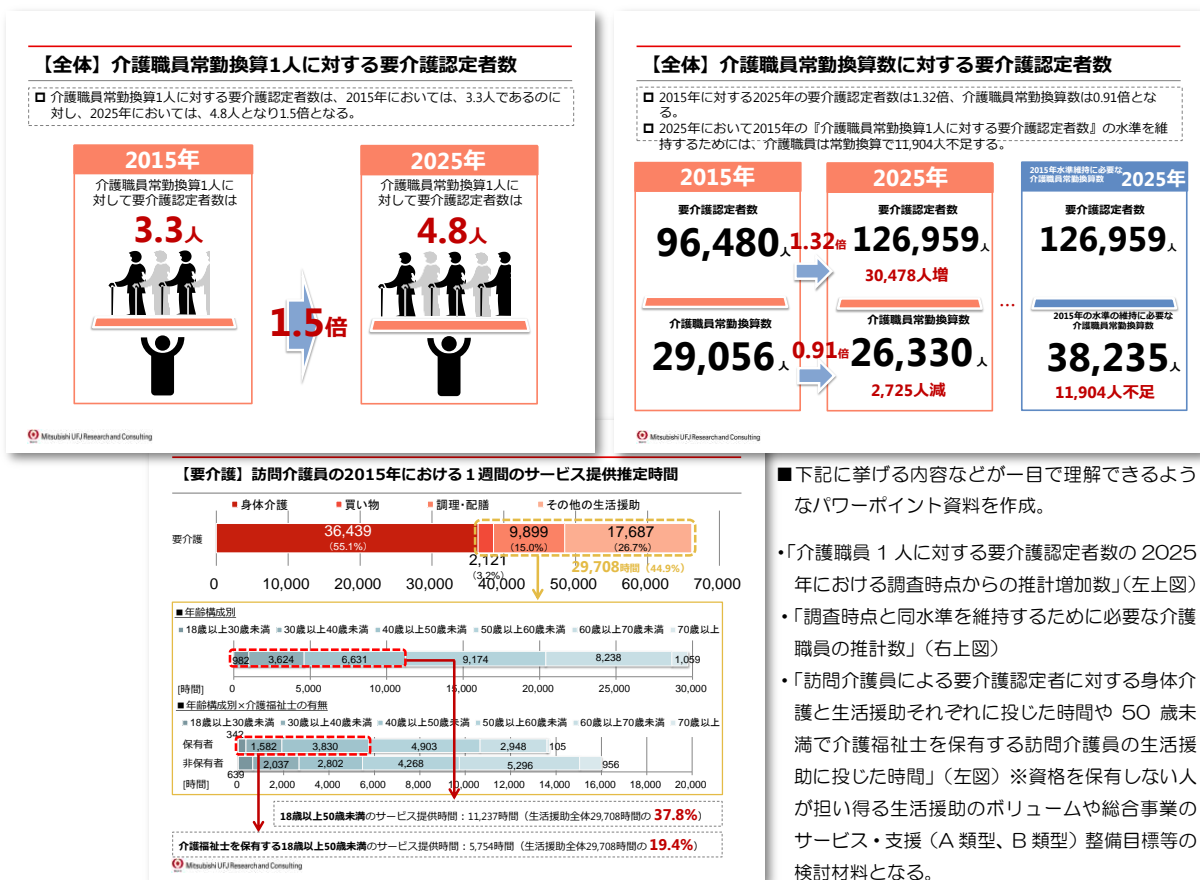 【全体】介護職員常勤換算1人に対する要介護認定者数
介護職員常勤換算1人に対する要介護認定者数は、2015年においては、3.3人であるのに
対し、2025年においては、4.8人となり1.5倍となる。
2015年
介護職員常勤換算1人に
対して要介護認定者数は
3.3人
1.5倍
2025年
介護職員常勤換算1人に
対して要介護認定者数は
4.8人
Mitsubishi UFJ Research and Consulting
【全体】介護職員常勤換算数に対する要介護認定者数
2015年に対する2025年の要介護認定者数は1.32倍、介護職員常勤換算数は0.91倍とな
る。
2025年において2015年の『介護職員常勤換算1人に対する要介護認定者数』の水準を維
持するためには、介護職員は常勤換算で11,904人不足する。
2015年
要介護認定者数
96,480人
介護職員常勤換算数
29,056人
1.32倍
0.91倍
2025年
要介護認定者数
126,959人
30,478人増
介護職員常勤換算数
26,330人
2,725人減
…
2015年水準維持に必要な
介護職員常勤換算数
2025年
要介護認定者数
126,959人
2015年の水準の維持に必要な
介護職員常勤換算数
38,235人
11,904人不足
Mitsubishi UFJ Research and Consulting
【要介護】訪問介護員の2015年における1週間のサービス提供推定時間
■身体介護 ■買い物 ■調理・配膳 ■その他の生活援助
要介護
36,439
(55.1%)
2,121
(3.2%)
9,899
(15.0%)
17,687
(26.7%)
29,708時間(44.9%)
0 10,000 20,000 30,000 40,000 50,000 60,000 70,000
■年齢構成別
■18歳以上30歳未満 ■30歳以上40歳未満 ■40歳以上50歳未満 ■50歳以上60歳未満 ■60歳以上70歳未満 ■70歳以上
982 3,624 6,631 9,174 8,238 1,059
[時間] 0 5,000 10,000 15,000 20,000 25,000 30,000
■年齢構成別×介護福祉士の有無
■18歳以上30歳未満 ■30歳以上40歳未満 ■40歳以上50歳未満 ■50歳以上60歳未満 ■60歳以上70歳未満 ■70歳以上
保有者 342 1,582 3,830 4,903 2,948 105
非保有者 639 2,037 2,802 4,268 5,296 956
[時間] 0 2,000 4,000 6,000 8,000 10,000 12,000 14,000 16,000 18,000 20,000
18歳以上50歳未満のサービス提供時間：11,237時間（生活援助全体29,708時間の37.8%）
介護福祉士を保有する18歳以上50歳未満のサービス提供時間：5,754時間（生活援助全体29,708時間の19.4%）
Mitsubishi UFJ Research and Consulting
■下記に挙げる内容などが一目で理解できるよう
なパワーポイント資料を作成。
・「介護職員1人に対する要介護認定者数の2025
年における調査時点からの推計増加数」（左上図）
・「調査時点と同水準を維持するために必要な介護
職員の推計数」（右上図）
・「訪問介護員による要介護認定者に対する身体介
護と生活援助それぞれに投じた時間や 50 歳未
満で介護福祉士を保有する訪問介護員の生活援
助に投じた時間」（左図）※資格を保有しない人
が担い得る生活援助のボリュームや総合事業の
サービス・支援（A類型、B類型）整備目標等の
検討材料となる。